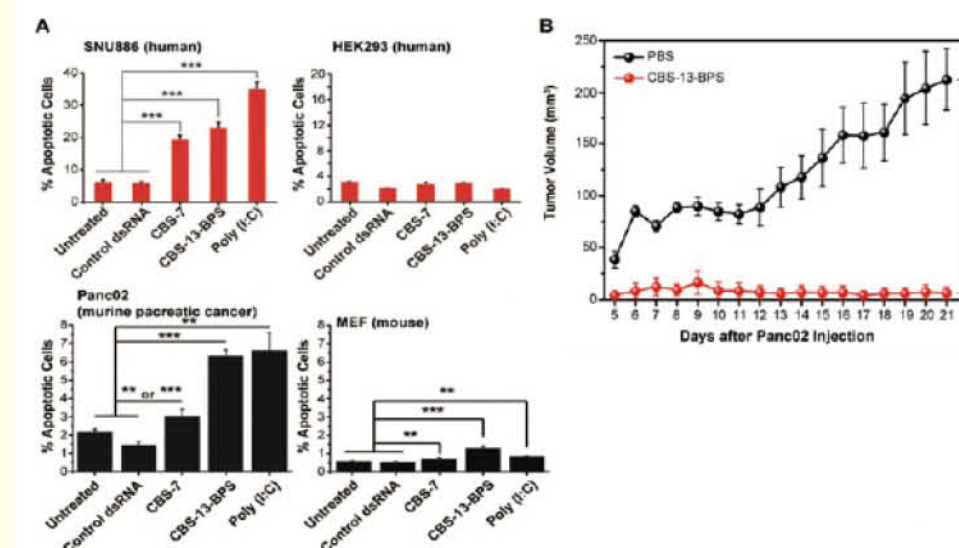 A
SNU886 (human)
% Apoptotic Cells
40
30
20
10
0
***
***
***
Untreated
Control dsRNA
CBS-7
CBS-13-BPS
Poly (I:C)
HEK293 (human)
% Apoptotic Cells
20
16
12
8
4
0
Untreated
Control dsRNA
CBS-7
CBS-13-BPS
Poly (I:C)
B
Tumor Volume (mm³)
250
200
150
100
50
0
PBS
CBS-13-BPS
5 6 7 8 9 10 11 12 13 14 15 16 17 18 19 20 21
Days after Panc02 Injection
Panc02
(murine pacreatic cancer)
% Apoptotic Cells
8
7
6
5
4
3
2
1
0
**
***
** or ***
Untreated
Control dsRNA
CBS-7
CBS-13-BPS
Poly (I:C)
MEF (mouse)
% Apoptotic Cells
8
7
6
5
4
3
2
1
0
**
***
**
Untreated
Control dsRNA
CBS-7
CBS-13-BPS
Poly (I:C)